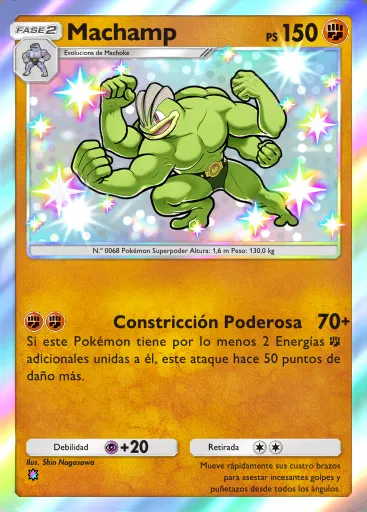 FASE 2 Machamp PS 150
Evoluciona de Machoke
N.º 0068 Pokémon Superpoder Altura: 1,6 m Peso: 130,0 kg
Constricción Poderosa 70+
Si este Pokémon tiene por lo menos 2 Energías
adicionales unidas a él, este ataque hace 50 puntos de
daño más.
Debilidad +20 Retirada
Ilus. Shin Nagasawa
Mueve rápidamente sus cuatro brazos
para asestar incesantes golpes y
puñetazos desde todos los ángulos.